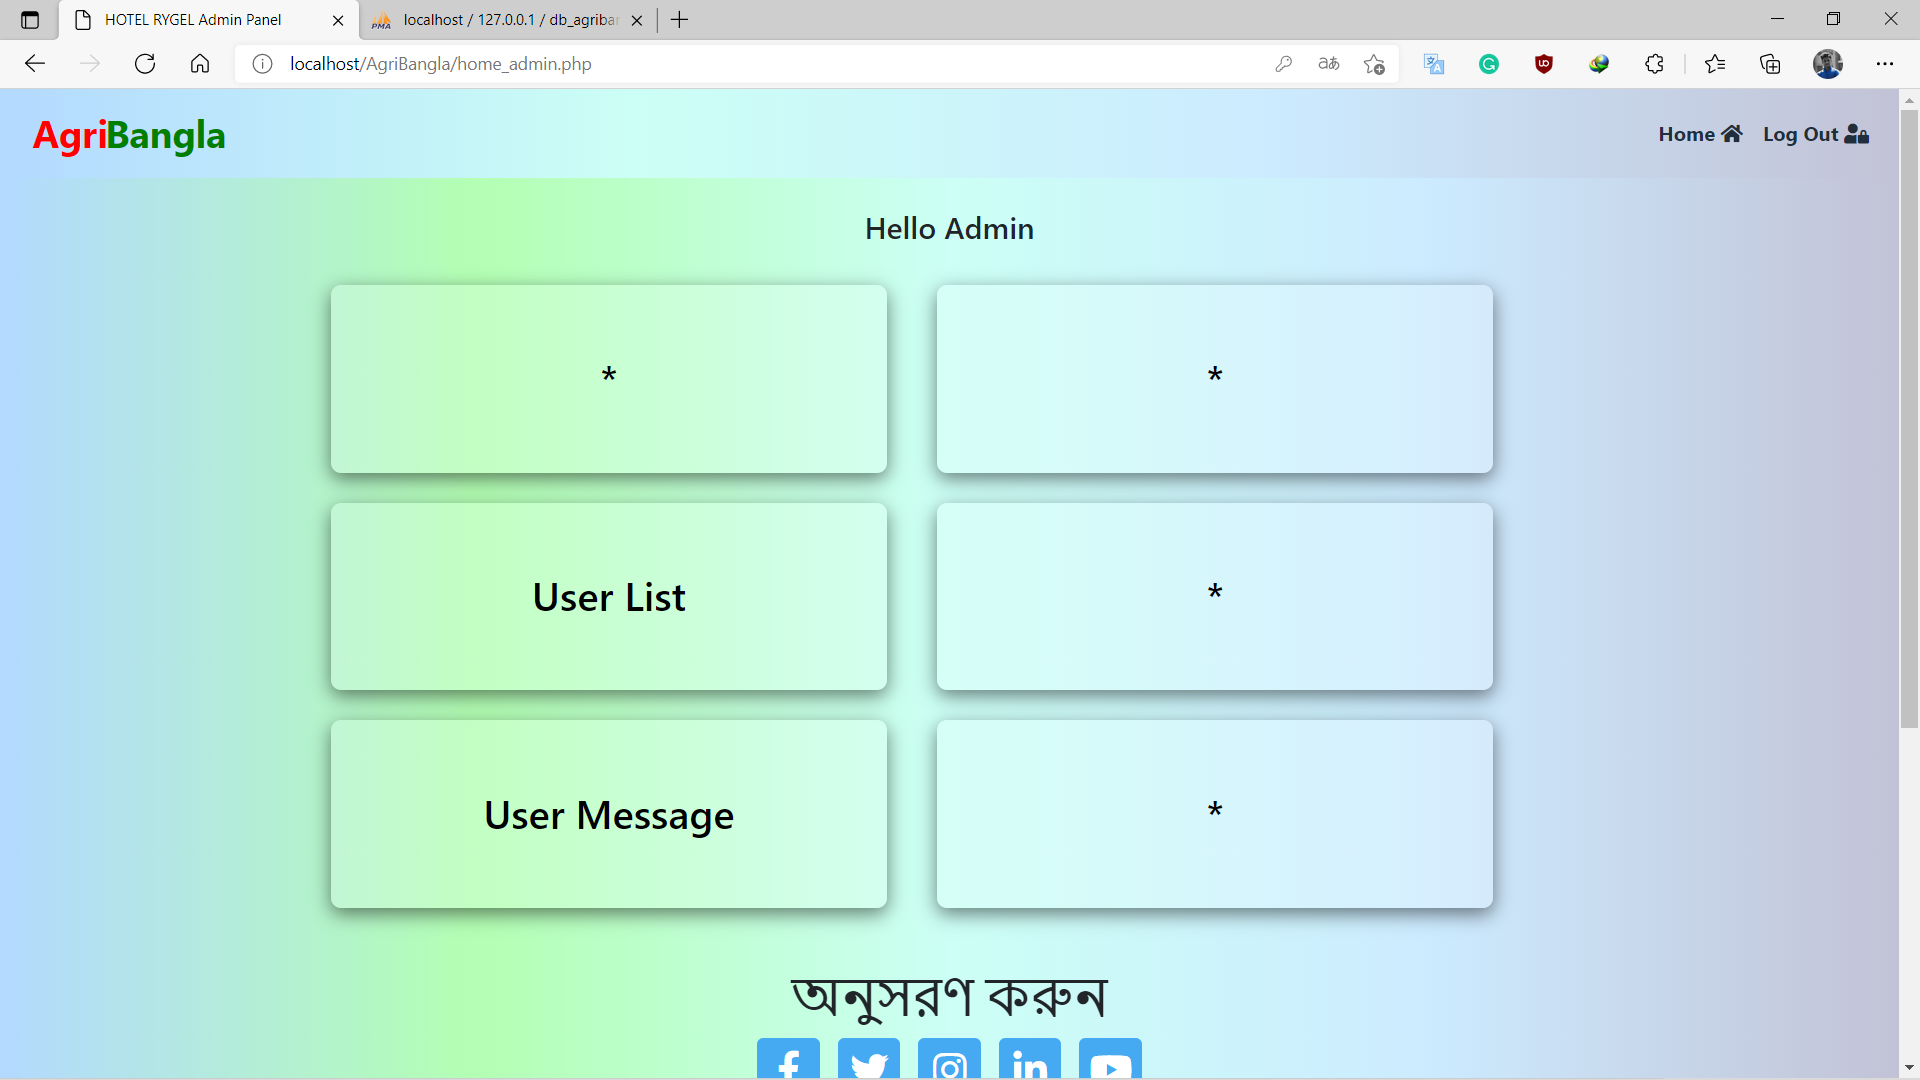 HOTEL RYGEL Admin Panel
localhost / 127.0.0.1 / db_agriba
localhost/AgriBangla/home_admin.php
AgriBangla
Home
Log Out
Hello Admin
*
*
User List
*
User Message
*
অনুসরণ করুন